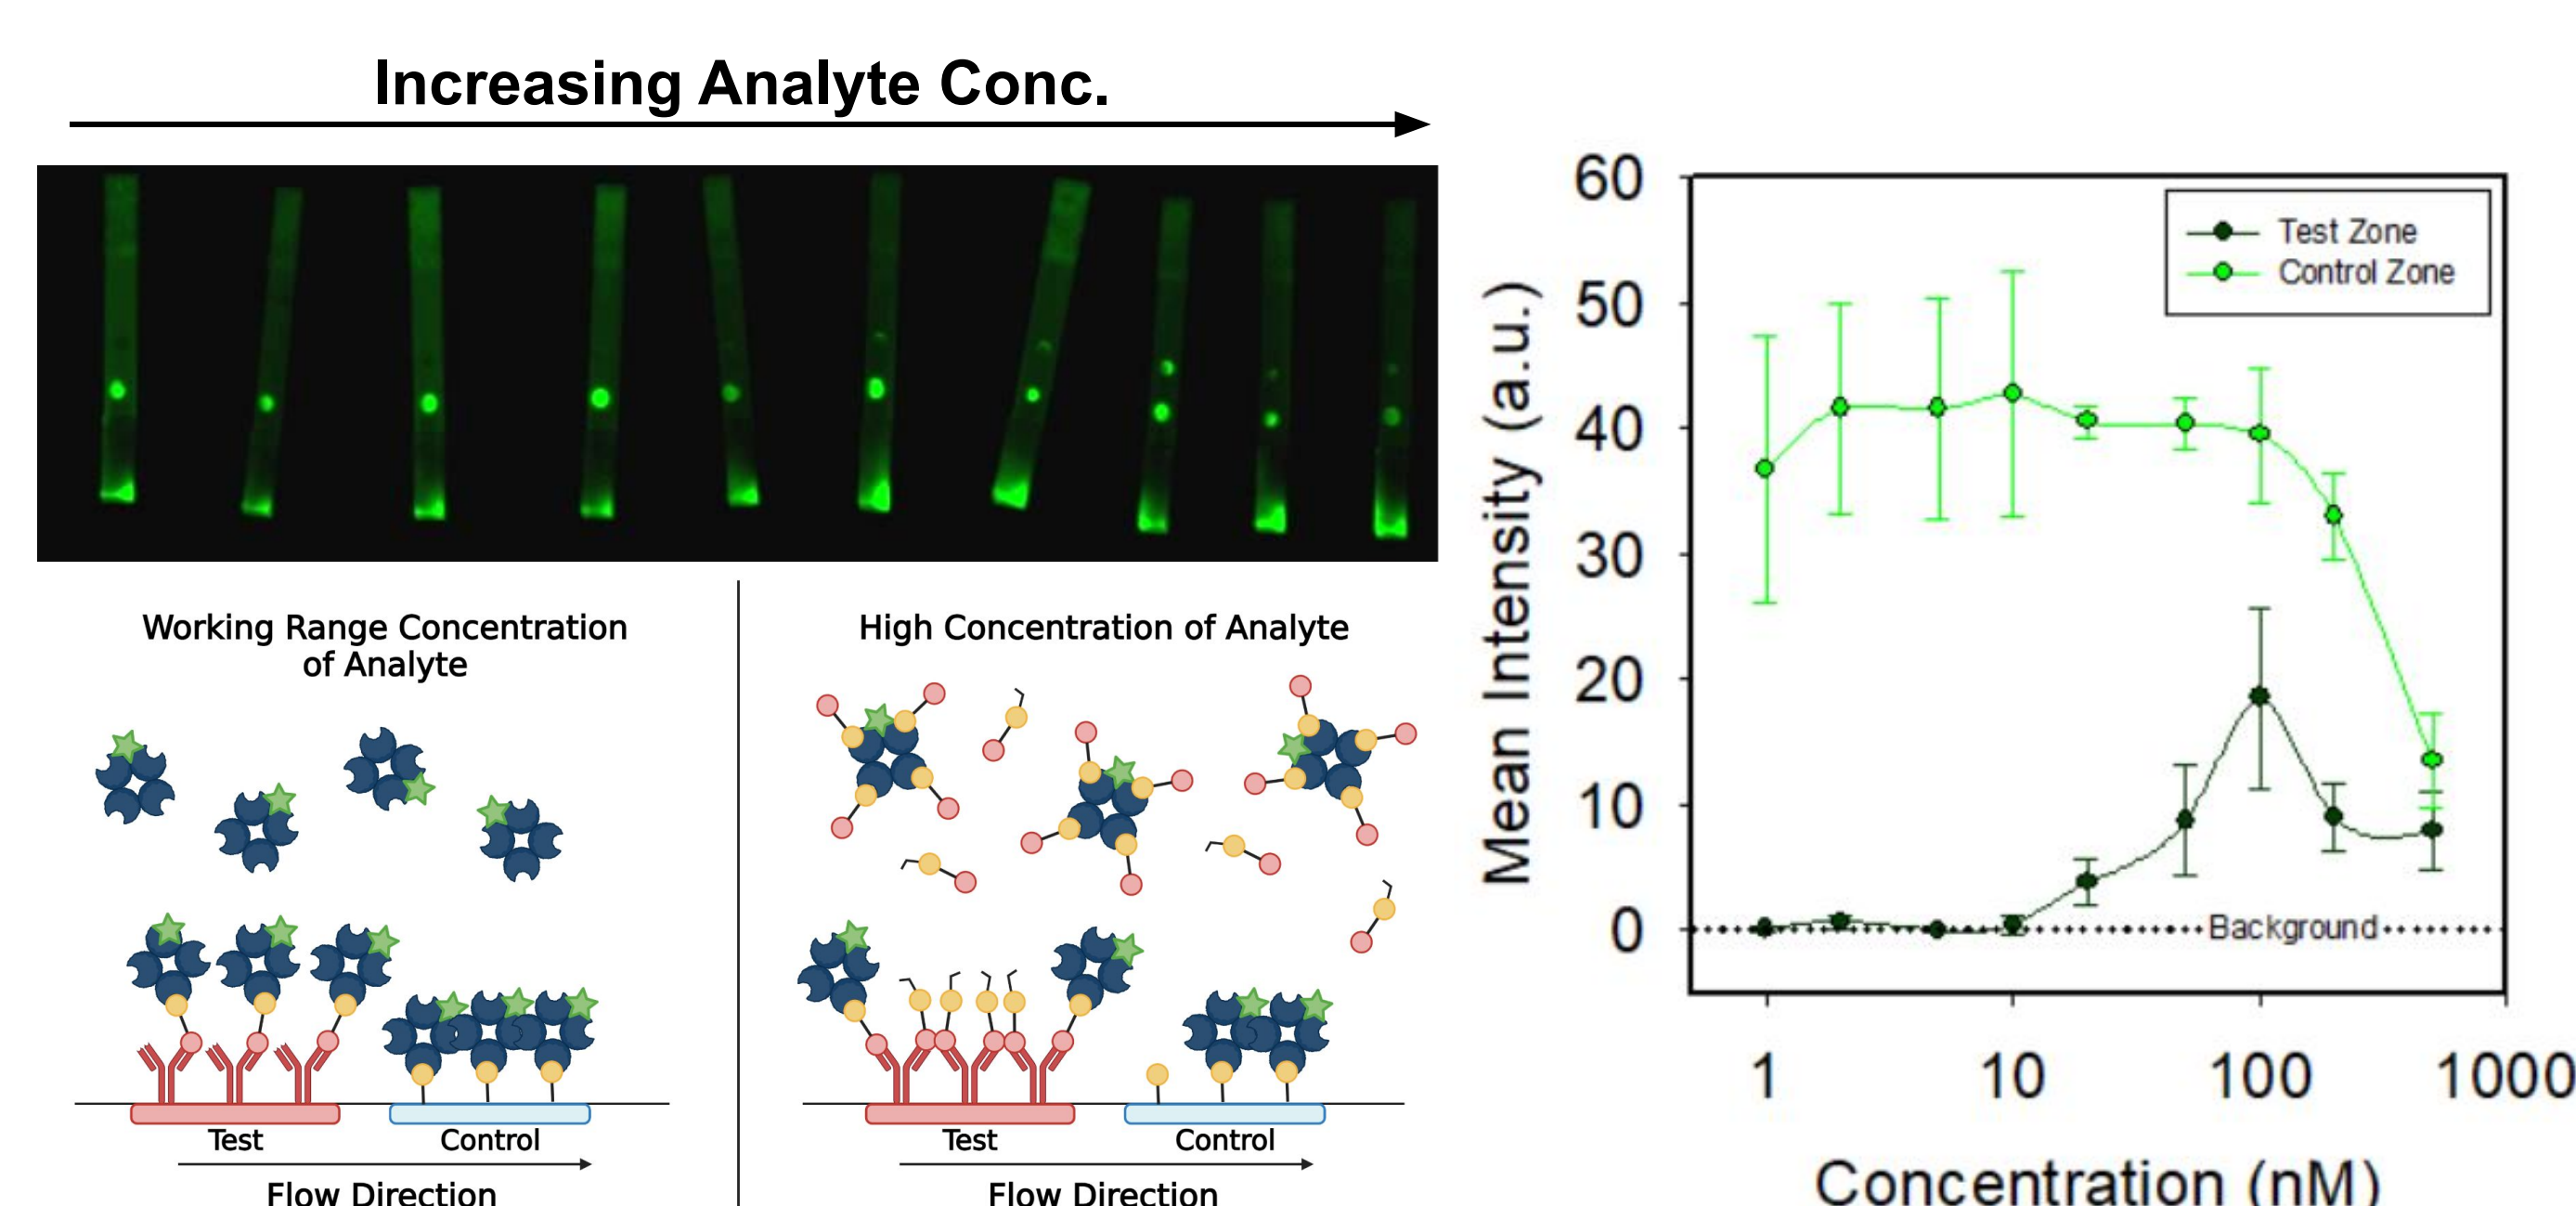 Increasing Analyte Conc.
Working Range Concentration
of Analyte
Test
Control
Flow Direction
High Concentration of Analyte
Test
Control
Flow Direction
Mean Intensity (a.u.)
60
50
40
30
20
10
0
Test Zone
Control Zone
Background
1
10
100
1000
Concentration (nM)